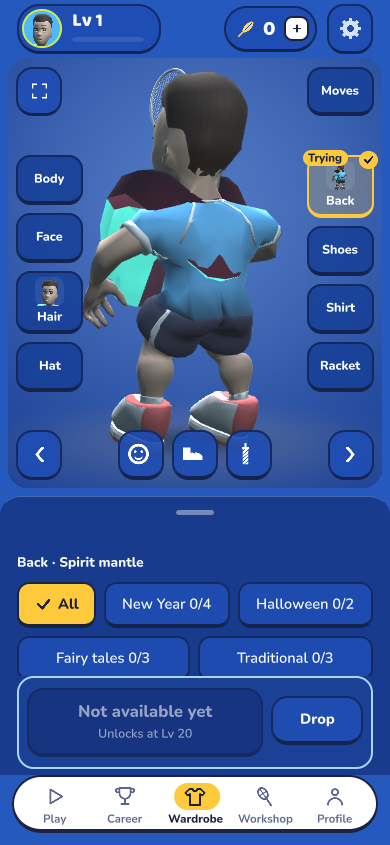 Lv 1
0
+
Moves
Trying
Body
Back
Face
Shoes
Hair
Shirt
Hat
Racket
Back · Spirit mantle
All
New Year 0/4
Halloween 0/2
Fairy tales 0/3
Traditional 0/3
Not available yet
Unlocks at Lv 20
Drop
Play
Career
Wardrobe
Workshop
Profile